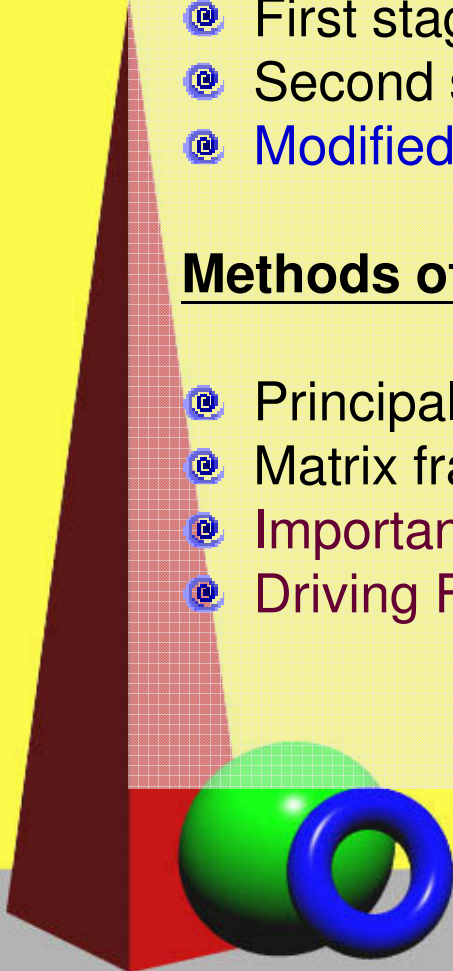 First stag
Second s
Modified
Methods of
Principal
Matrix fra
Importan
Driving F